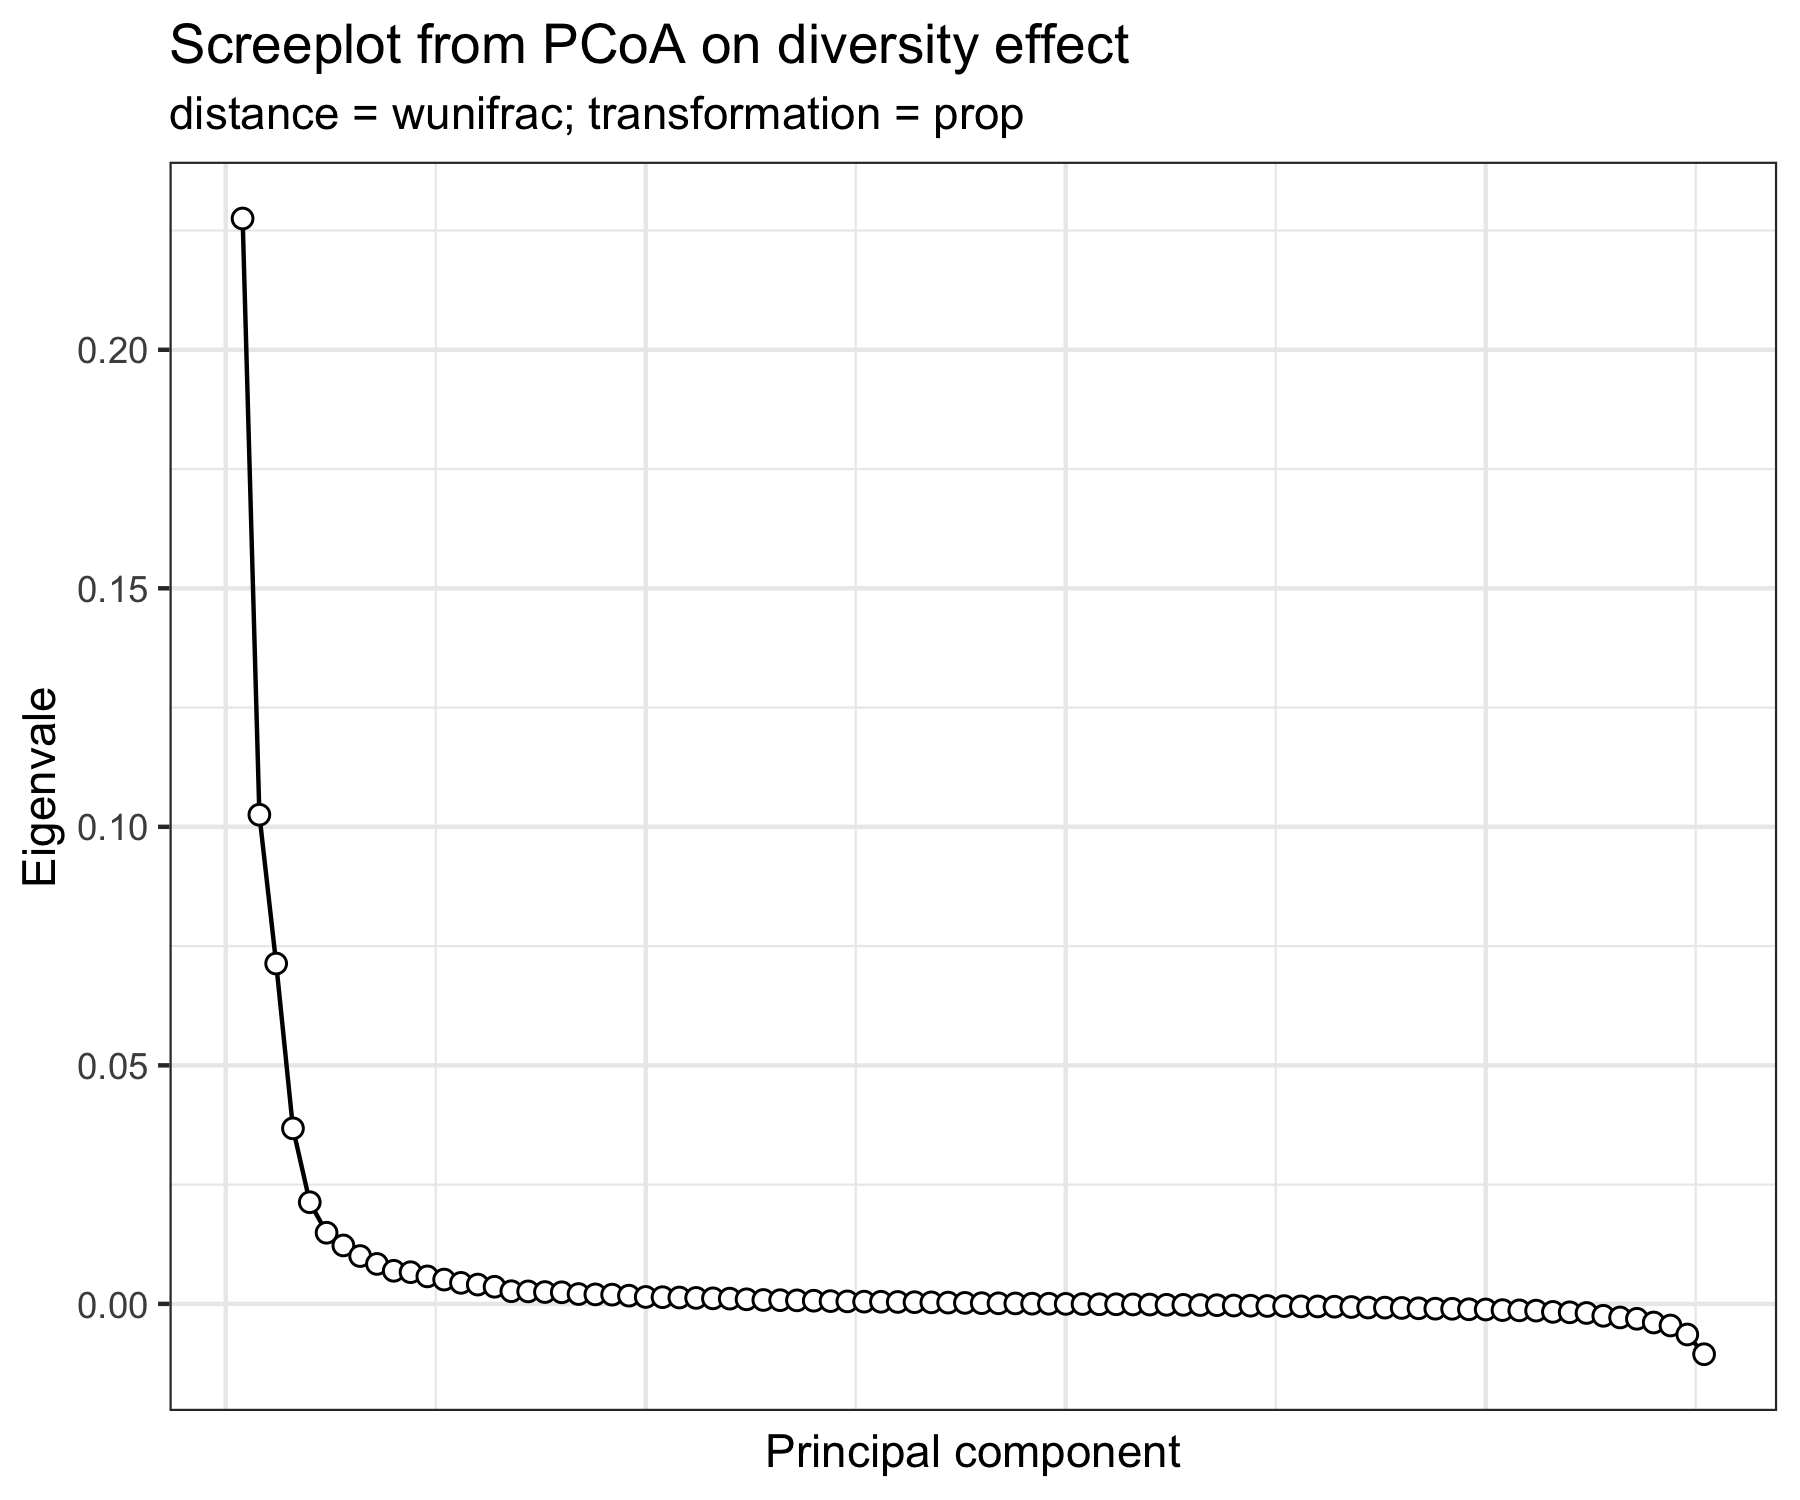 Screeplot from PCoA on diversity effect
distance = wunifrac; transformation = prop
0.20
0.15
0.10
0.05
0.00
Eigenvale
Principal component